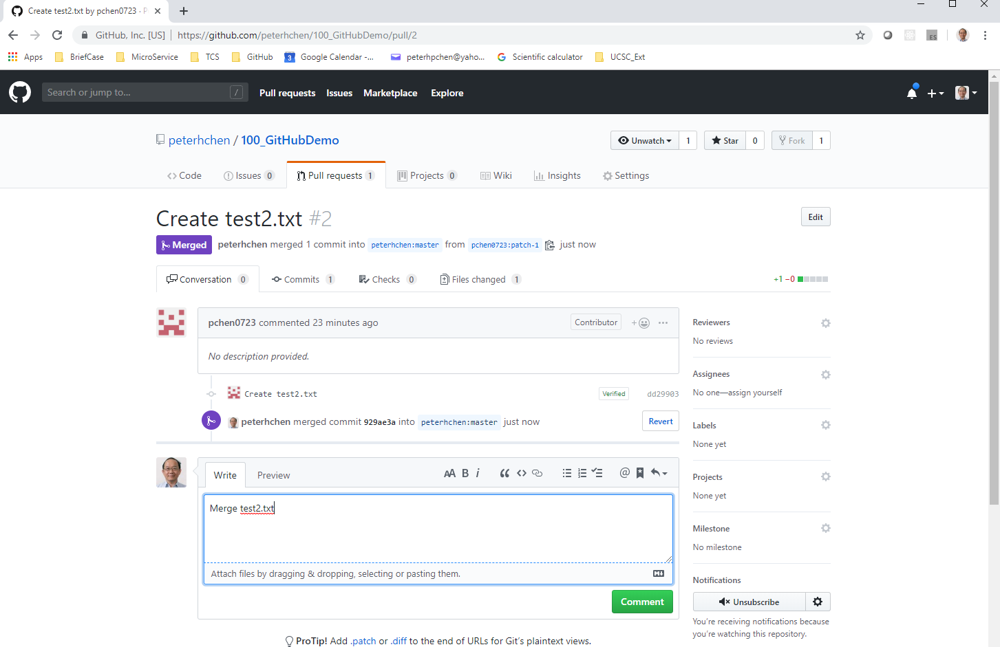 Create test2.txt by pchen0723 · P
GitHub, Inc. [US] | https://github.com/peterhchen/100_GitHubDemo/pull/2
ES
Apps BriefCase MicroService TCS GitHub 3 Google Calendar -... peterhpchen@yaho... G Scientific calculator UCSC_Ext
Search or jump to... / Pull requests Issues Marketplace Explore
peterhchen / 100_GitHubDemo Unwatch 1 Star 0 Fork 1
Code Issues 0 Pull requests 1 Projects 0 Wiki Insights Settings
Create test2.txt #2 Edit
Merged peterhchen merged 1 commit into peterhchen:master from pchen0723:patch-1 just now
Conversation 0 Commits 1 Checks 0 Files changed 1 +1 −0
pchen0723 commented 23 minutes ago Contributor + ...
No description provided.
Create test2.txt Verified dd29903
peterhchen merged commit 929ae3a into peterhchen:master just now Revert
Write Preview AA B i “ <> @
Merge test2.txt
Attach files by dragging & dropping, selecting or pasting them. M
Comment
ProTip! Add .patch or .diff to the end of URLs for Git’s plaintext views.
Reviewers
No reviews
Assignees
No one—assign yourself
Labels
None yet
Projects
None yet
Milestone
No milestone
Notifications
Unsubscribe
You’re receiving notifications because
you’re watching this repository.